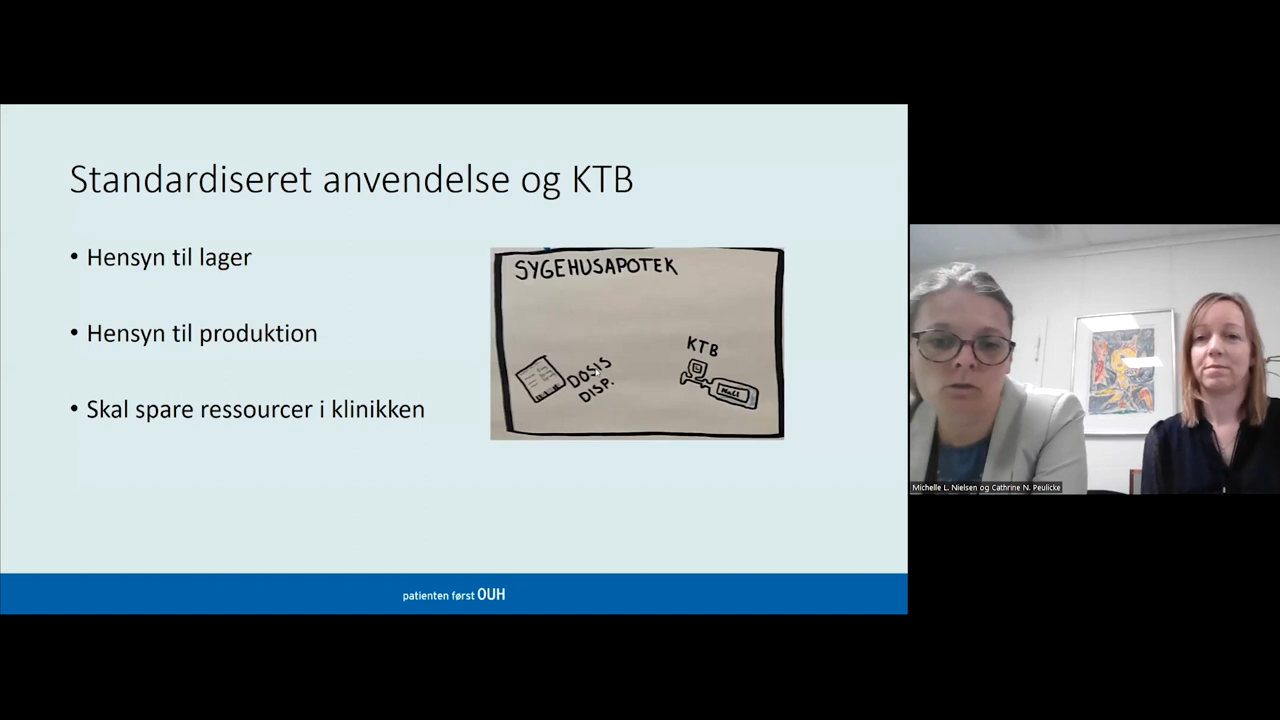 Standardiseret anvendelse og KTB
• Hensyn til lager
• Hensyn til produktion
• Skal spare ressourcer i klinikken
SYGEHUSAPOTEK
DOSIS
DISP.
KTB
NaCl
patienten først OUH
Michelle L. Nielsen og Cathrine N. Peulicke